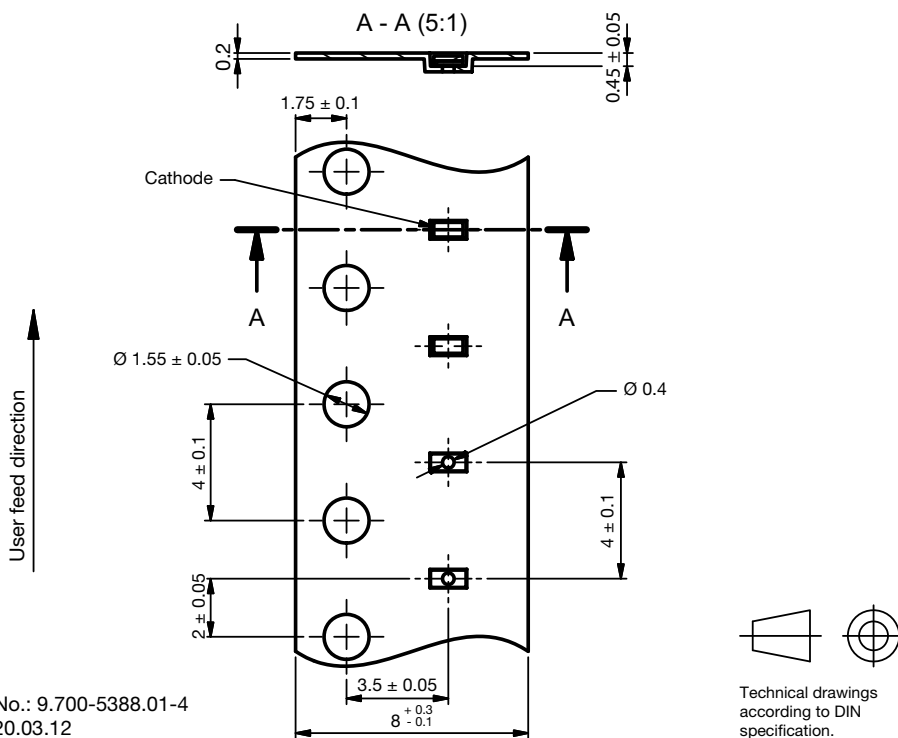 A - A (5:1)
0.2
0.45 ± 0.05
1.75 ± 0.1
Cathode
A
A
Ø 1.55 ± 0.05
Ø 0.4
User feed direction
4 ± 0.1
4 ± 0.1
2 ± 0.05
3.5 ± 0.05
8 + 0.3 - 0.1
No.: 9.700-5388.01-4
20.03.12
Technical drawings
according to DIN
specification.